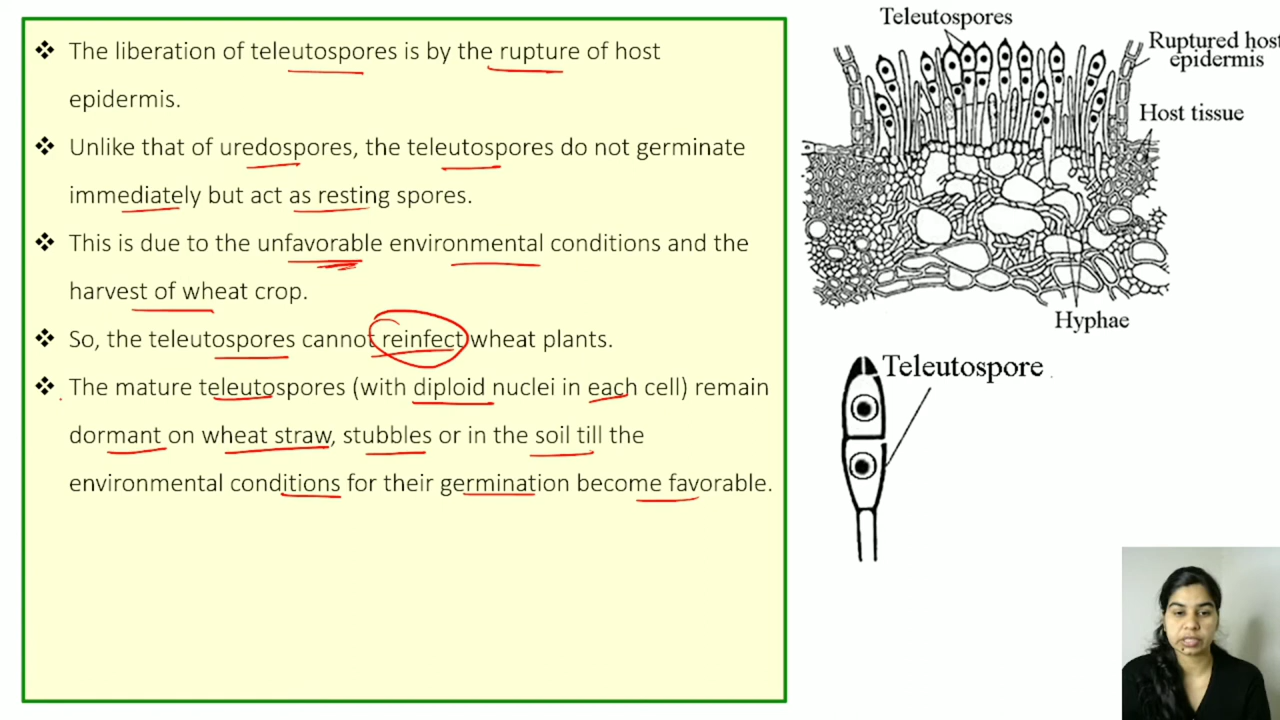 ❖ The liberation of teleutospores is by the rupture of host
epidermis.
❖ Unlike that of uredospores, the teleutospores do not germinate
immediately but act as resting spores.
❖ This is due to the unfavorable environmental conditions and the
harvest of wheat crop.
❖ So, the teleutospores cannot reinfect wheat plants.
❖ The mature teleutospores (with diploid nuclei in each cell) remain
dormant on wheat straw, stubbles or in the soil till the
environmental conditions for their germination become favorable.
Teleutospores
Ruptured host
epidermis
Host tissue
Hyphae
Teleutospore